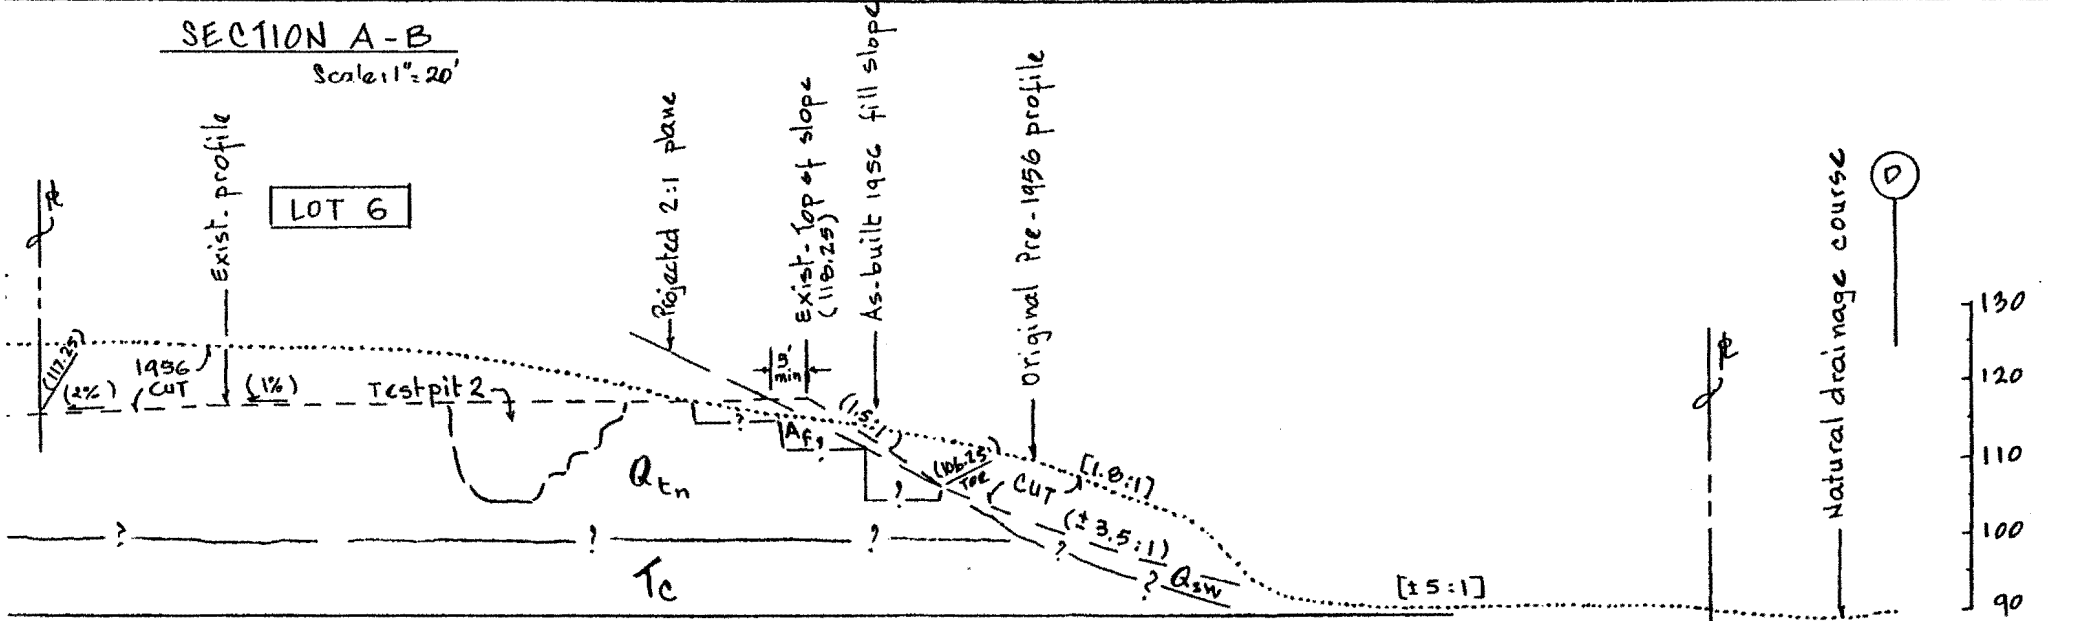 SECTION A-B
Scale: 1"=20'
LOT 6
Exist. profile
Projected 2:1 plane
Exist. Top of slope
(118.25)
As-built 1956 fill slope
Original Pre-1956 profile
Natural drainage course
D
(117.25)
(2%)
1956
CUT
(1%)
Testpit 2
5'
min
(1.5:1)
Af
?
?
?
(106.25)
TOE
CUT
[1.8:1]
(±3.5:1)
?
?
Qsw
Qtn
?
?
?
Tc
[±5:1]
130
120
110
100
90